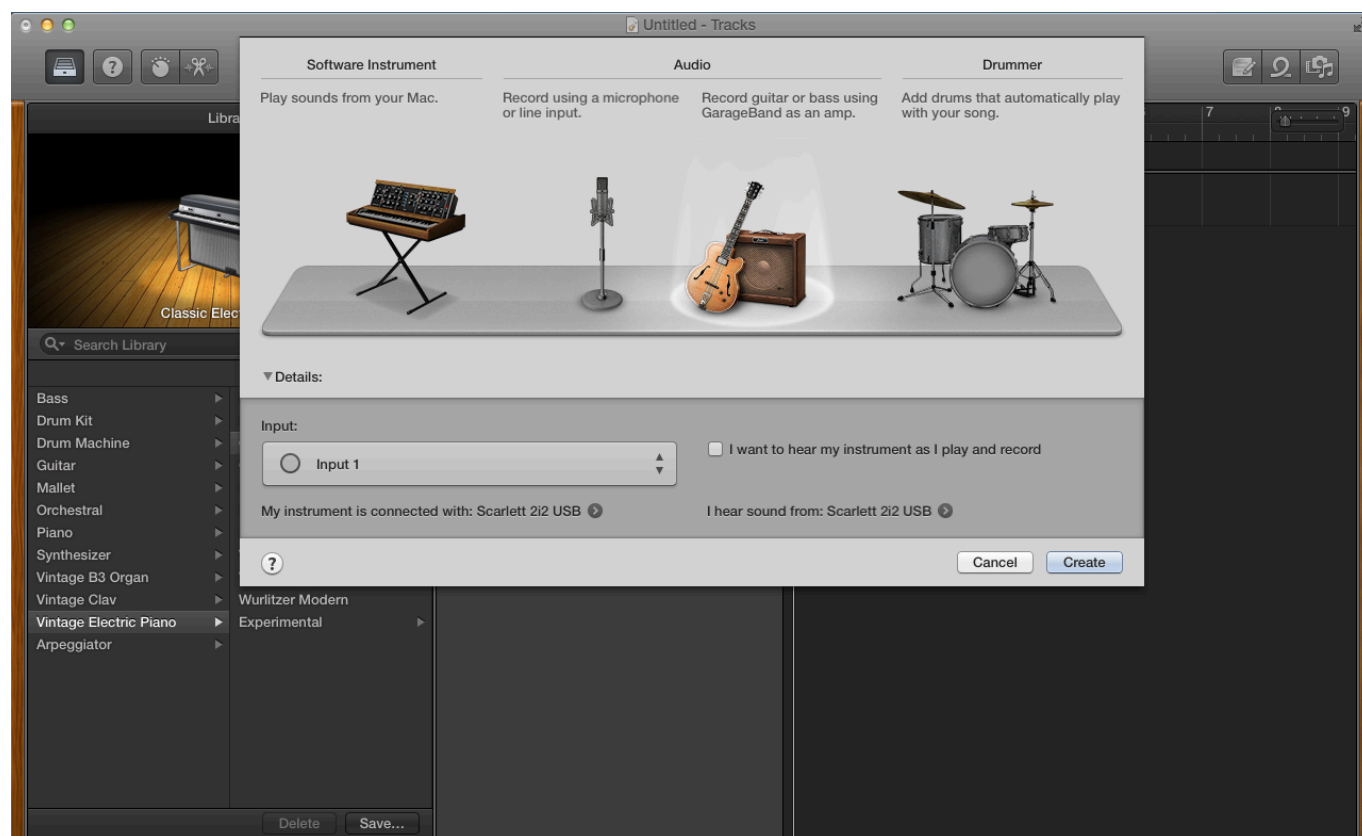 Untitled - Tracks
Software Instrument
Audio
Drummer
Play sounds from your Mac.
Record using a microphone
or line input.
Record guitar or bass using
GarageBand as an amp.
Add drums that automatically play
with your song.
7
9
Classic Elec
Search Library
Details:
Bass
Drum Kit
Drum Machine
Guitar
Mallet
Orchestral
Piano
Synthesizer
Vintage B3 Organ
Vintage Clav
Vintage Electric Piano
Arpeggiator
Input:
Input 1
I want to hear my instrument as I play and record
My instrument is connected with: Scarlett 2i2 USB
I hear sound from: Scarlett 2i2 USB
?
Cancel
Create
Wurlitzer Modern
Experimental
Delete
Save...